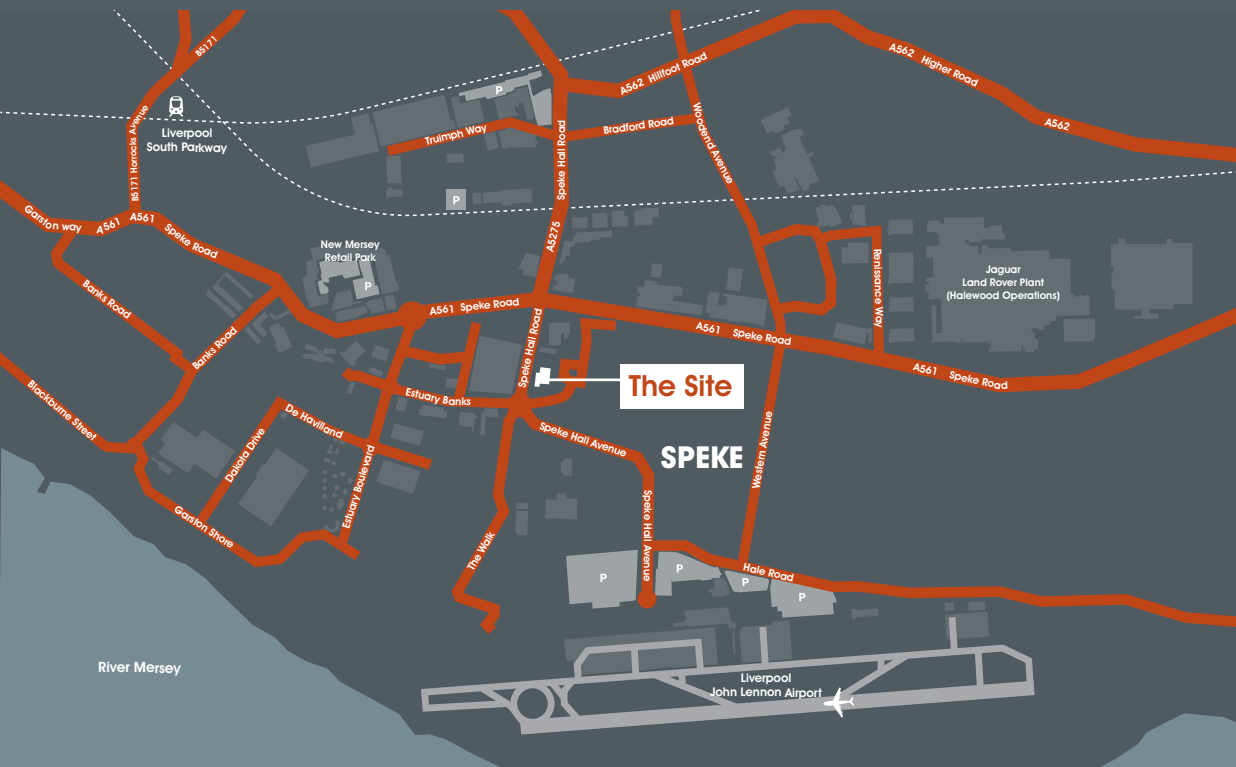 B5171
A562 Hillfoot Road
A562 Higher Road
A562
P
B5171 Horrocks Avenue
Liverpool
South Parkway
Truimph Way
Bradford Road
Woodend Avenue
Speke Hall Road
P
A5275
Garston way
A561
A561
Speke Road
New Mersey
Retail Park
P
Renissance Way
Jaguar
Land Rover Plant
(Halewood Operations)
Banks Road
A561 Speke Road
A561 Speke Road
A561 Speke Road
Banks Road
Speke Hall Road
The Site
Estuary Banks
Blackburne Street
De Havilland
Dakota Drive
Speke Hall Avenue
SPEKE
Western Avenue
Estuary Boulevard
Garston Shore
The Walk
Speke Hall Avenue
P
P
Hale Road
P
P
River Mersey
Liverpool
John Lennon Airport